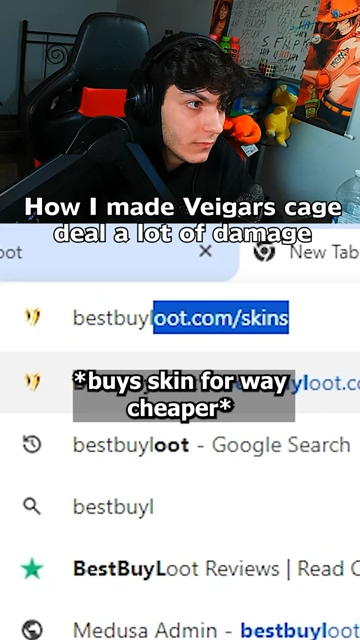 How I made Veigars cage
deal a lot of damage
oot
New Tab
bestbuyloot.com/skins
*buys skin for way
cheaper*
yloot.co
bestbuyloot - Google Search
bestbuyl
BestBuyLoot Reviews | Read C
Medusa Admin - bestbuyloot